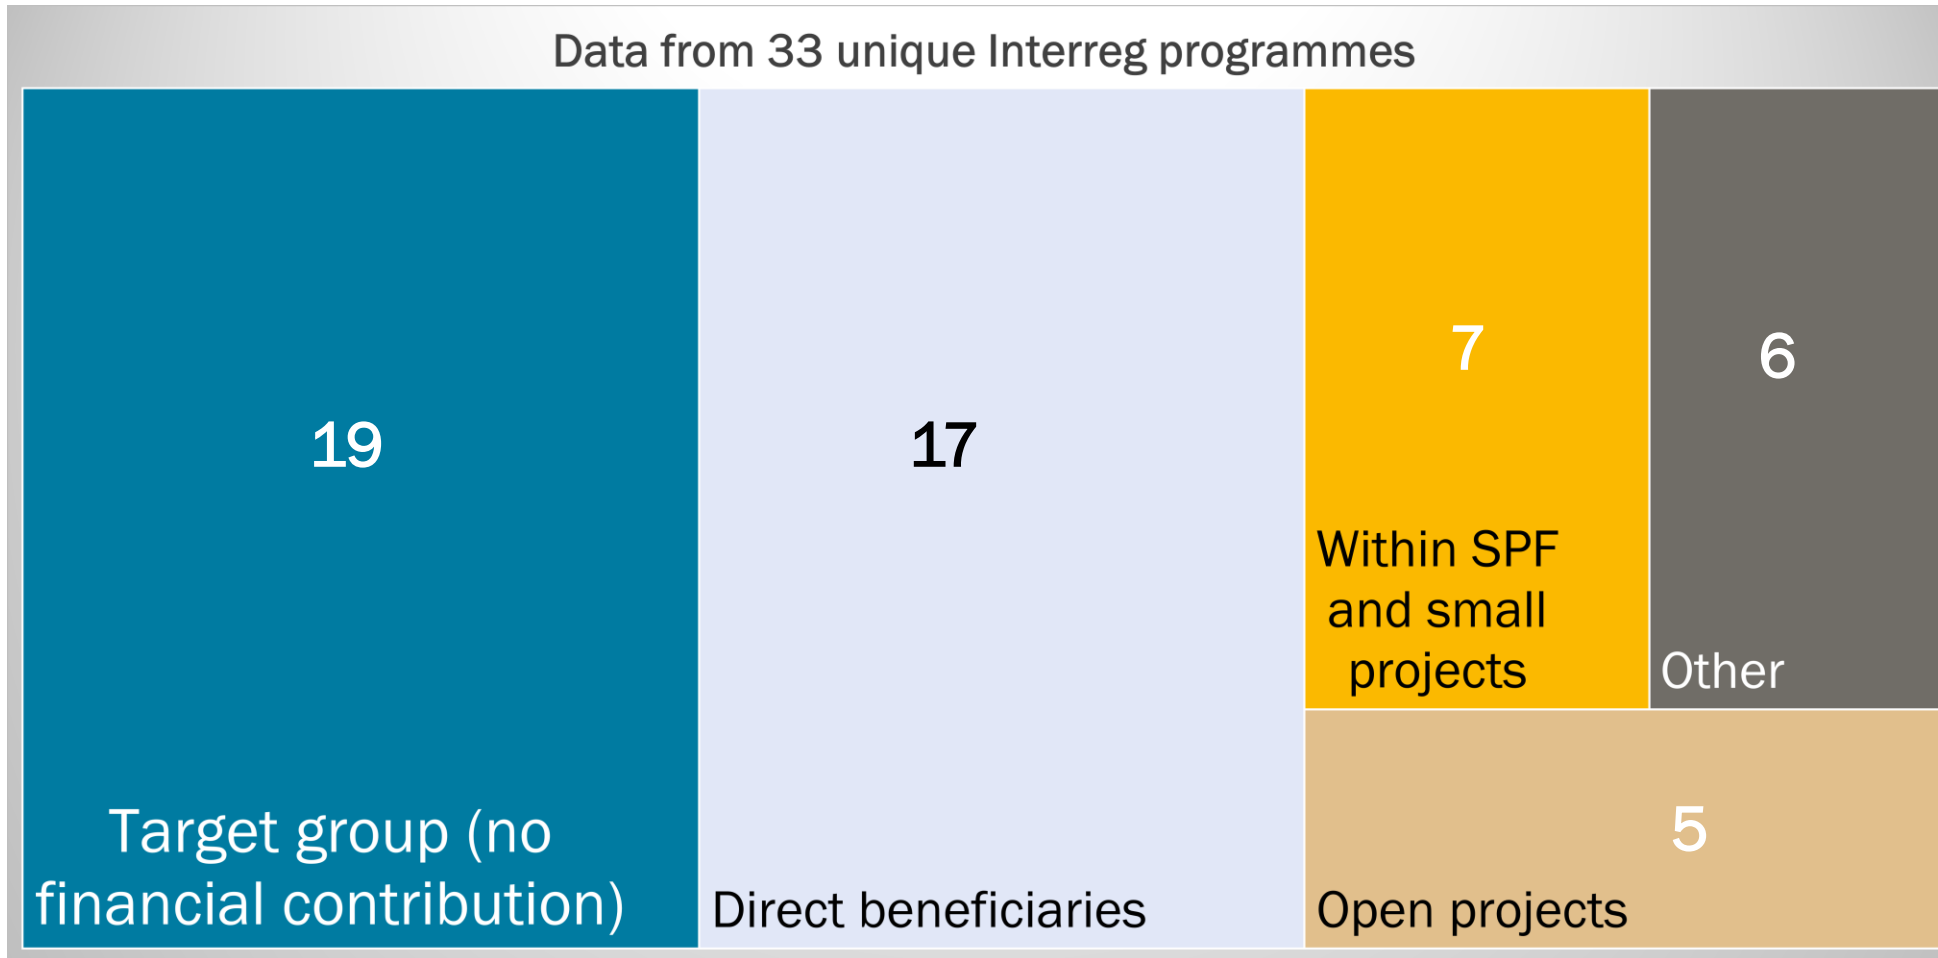 Data from 33 unique Interreg programmes
19
Target group (no
financial contribution)
17
Direct beneficiaries
7
Within SPF
and small
projects
6
Other
5
Open projects